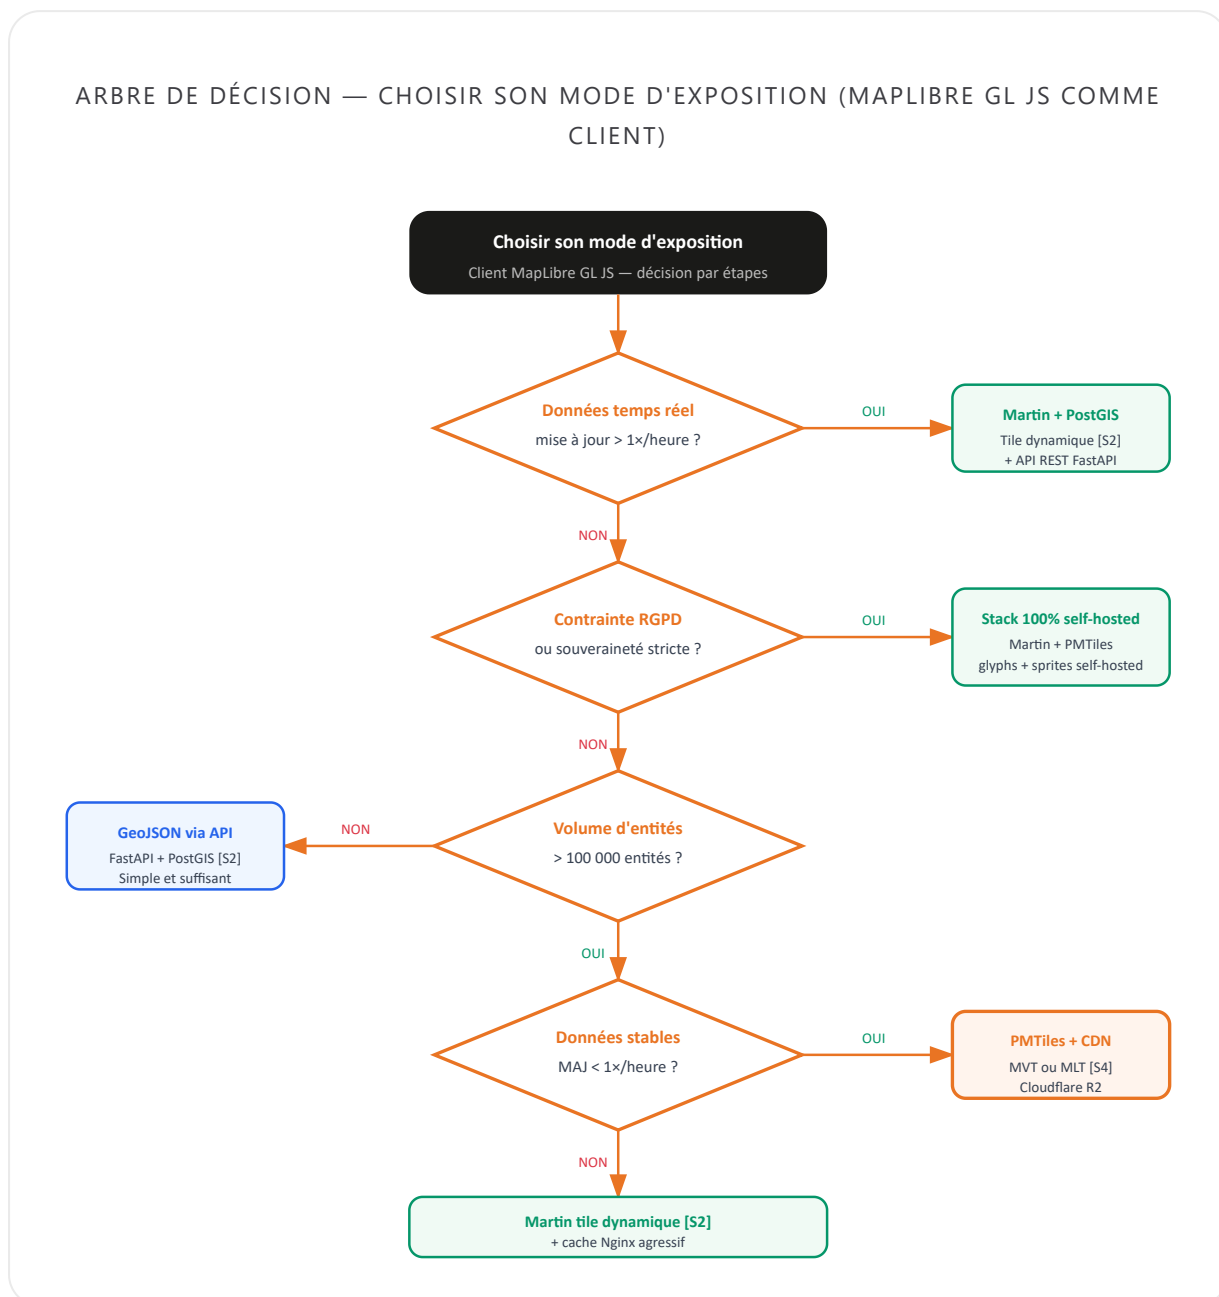 ARBRE DE DÉCISION — CHOISIR SON MODE D'EXPOSITION (MAPLIBRE GL JS COMME
CLIENT)
Choisir son mode d'exposition
Client MapLibre GL JS — décision par étapes
Données temps réel
mise à jour > 1×/heure ?
OUI
Martin + PostGIS
Tile dynamique [S2]
+ API REST FastAPI
NON
Contrainte RGPD
ou souveraineté stricte ?
OUI
Stack 100% self-hosted
Martin + PMTiles
glyphs + sprites self-hosted
NON
Volume d'entités
> 100 000 entités ?
NON
GeoJSON via API
FastAPI + PostGIS [S2]
Simple et suffisant
OUI
Données stables
MAJ < 1×/heure ?
OUI
PMTiles + CDN
MVT ou MLT [S4]
Cloudflare R2
NON
Martin tile dynamique [S2]
+ cache Nginx agressif